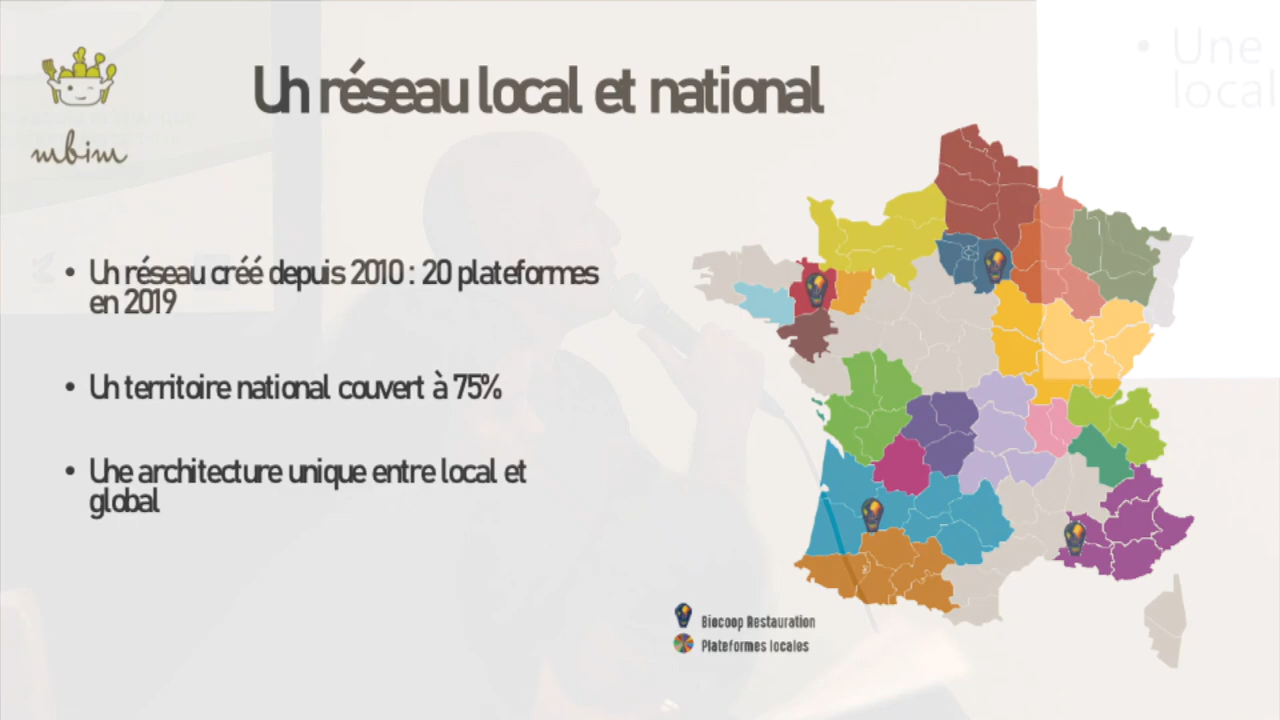 Un réseau local et national
mbim
• Une
local
• Un réseau créé depuis 2010 : 20 plateformes
en 2019
• Un territoire national couvert à 75%
• Une architecture unique entre local et
global
Biocoop Restauration
Plateformes locales